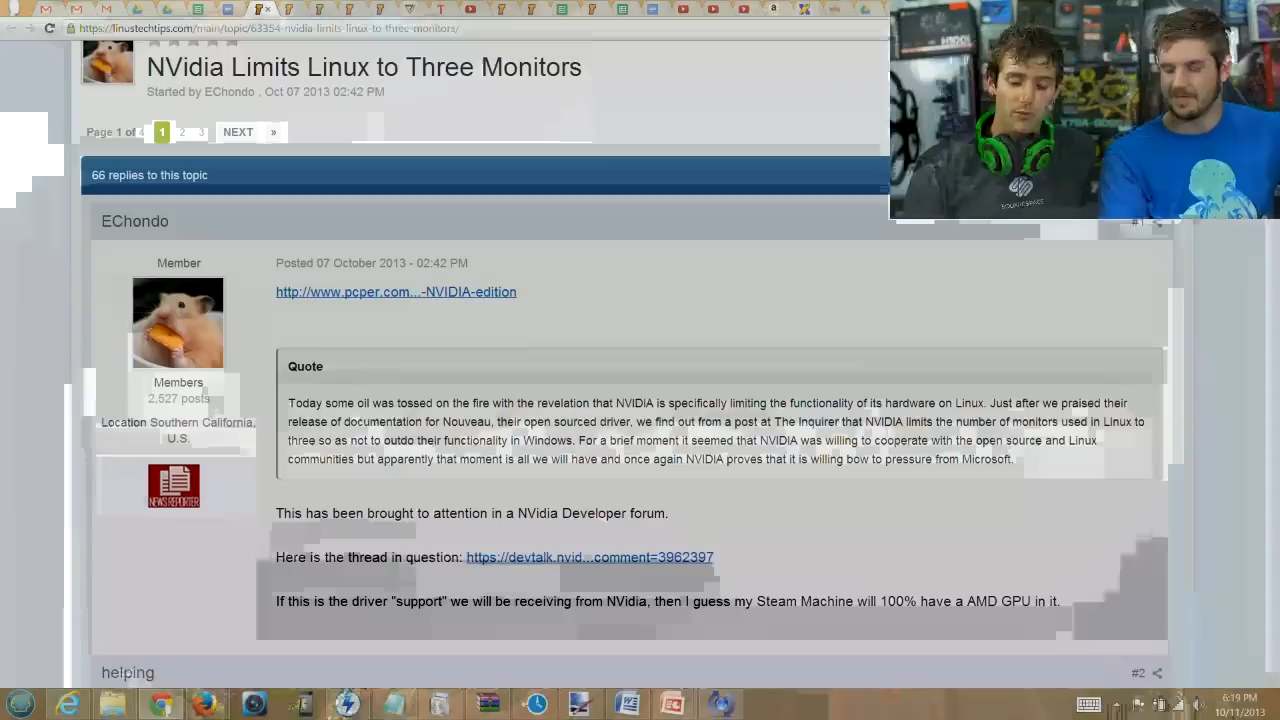 https://linustechtips.com/main/topic/63354-nvidia-limits-linux-to-three-monitors/
NVidia Limits Linux to Three Monitors
Started by EChondo , Oct 07 2013 02:42 PM
Page 1 of 4 1 2 3 NEXT »
66 replies to this topic
EChondo
#1
Member
Posted 07 October 2013 - 02:42 PM
http://www.pcper.com...-NVIDIA-edition
Quote
Today some oil was tossed on the fire with the revelation that NVIDIA is specifically limiting the functionality of its hardware on Linux. Just after we praised their
release of documentation for Nouveau, their open sourced driver, we find out from a post at The Inquirer that NVIDIA limits the number of monitors used in Linux to
three so as not to outdo their functionality in Windows. For a brief moment it seemed that NVIDIA was willing to cooperate with the open source and Linux
communities but apparently that moment is all we will have and once again NVIDIA proves that it is willing bow to pressure from Microsoft.
Members
2,527 posts
Location Southern California,
U.S.
NEWS REPORTER
This has been brought to attention in a NVidia Developer forum.
Here is the thread in question: https://devtalk.nvid...comment=3962397
If this is the driver "support" we will be receiving from NVidia, then I guess my Steam Machine will 100% have a AMD GPU in it.
helping
#2
SQUARESPACE
6:19 PM
10/11/2013